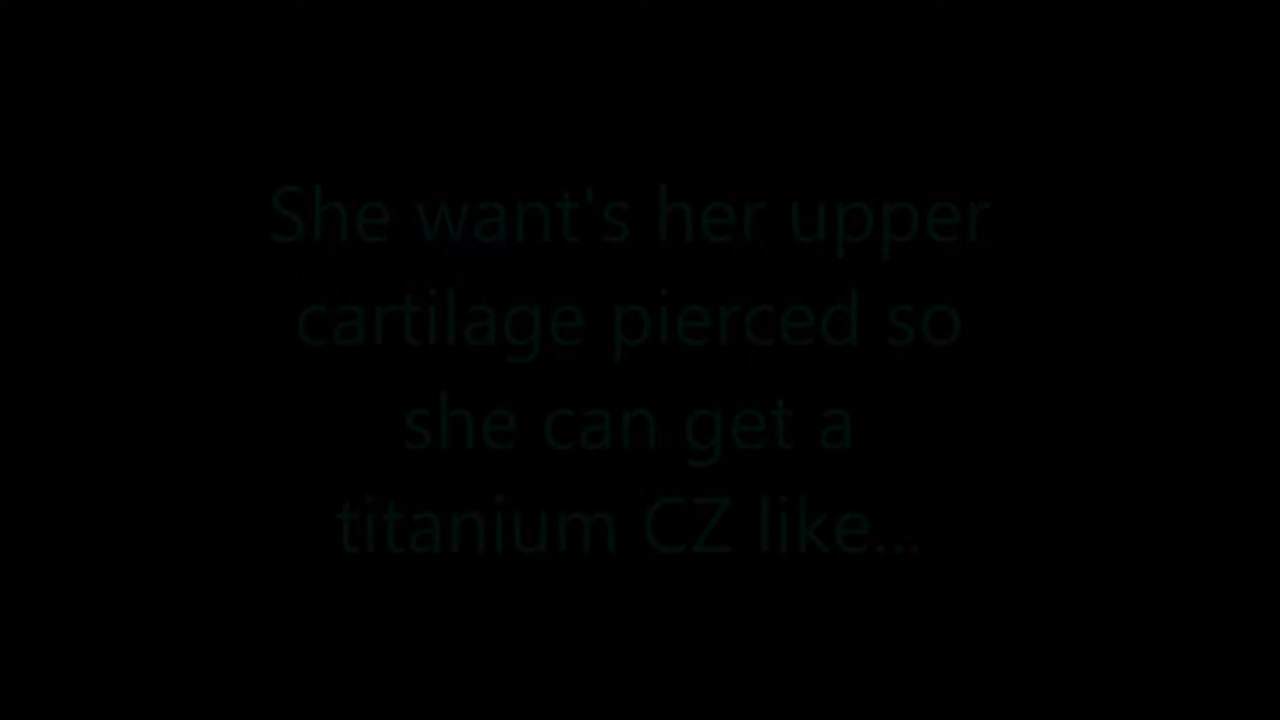 She want's her upper
cartilage pierced so
she can get a
titanium CZ like...